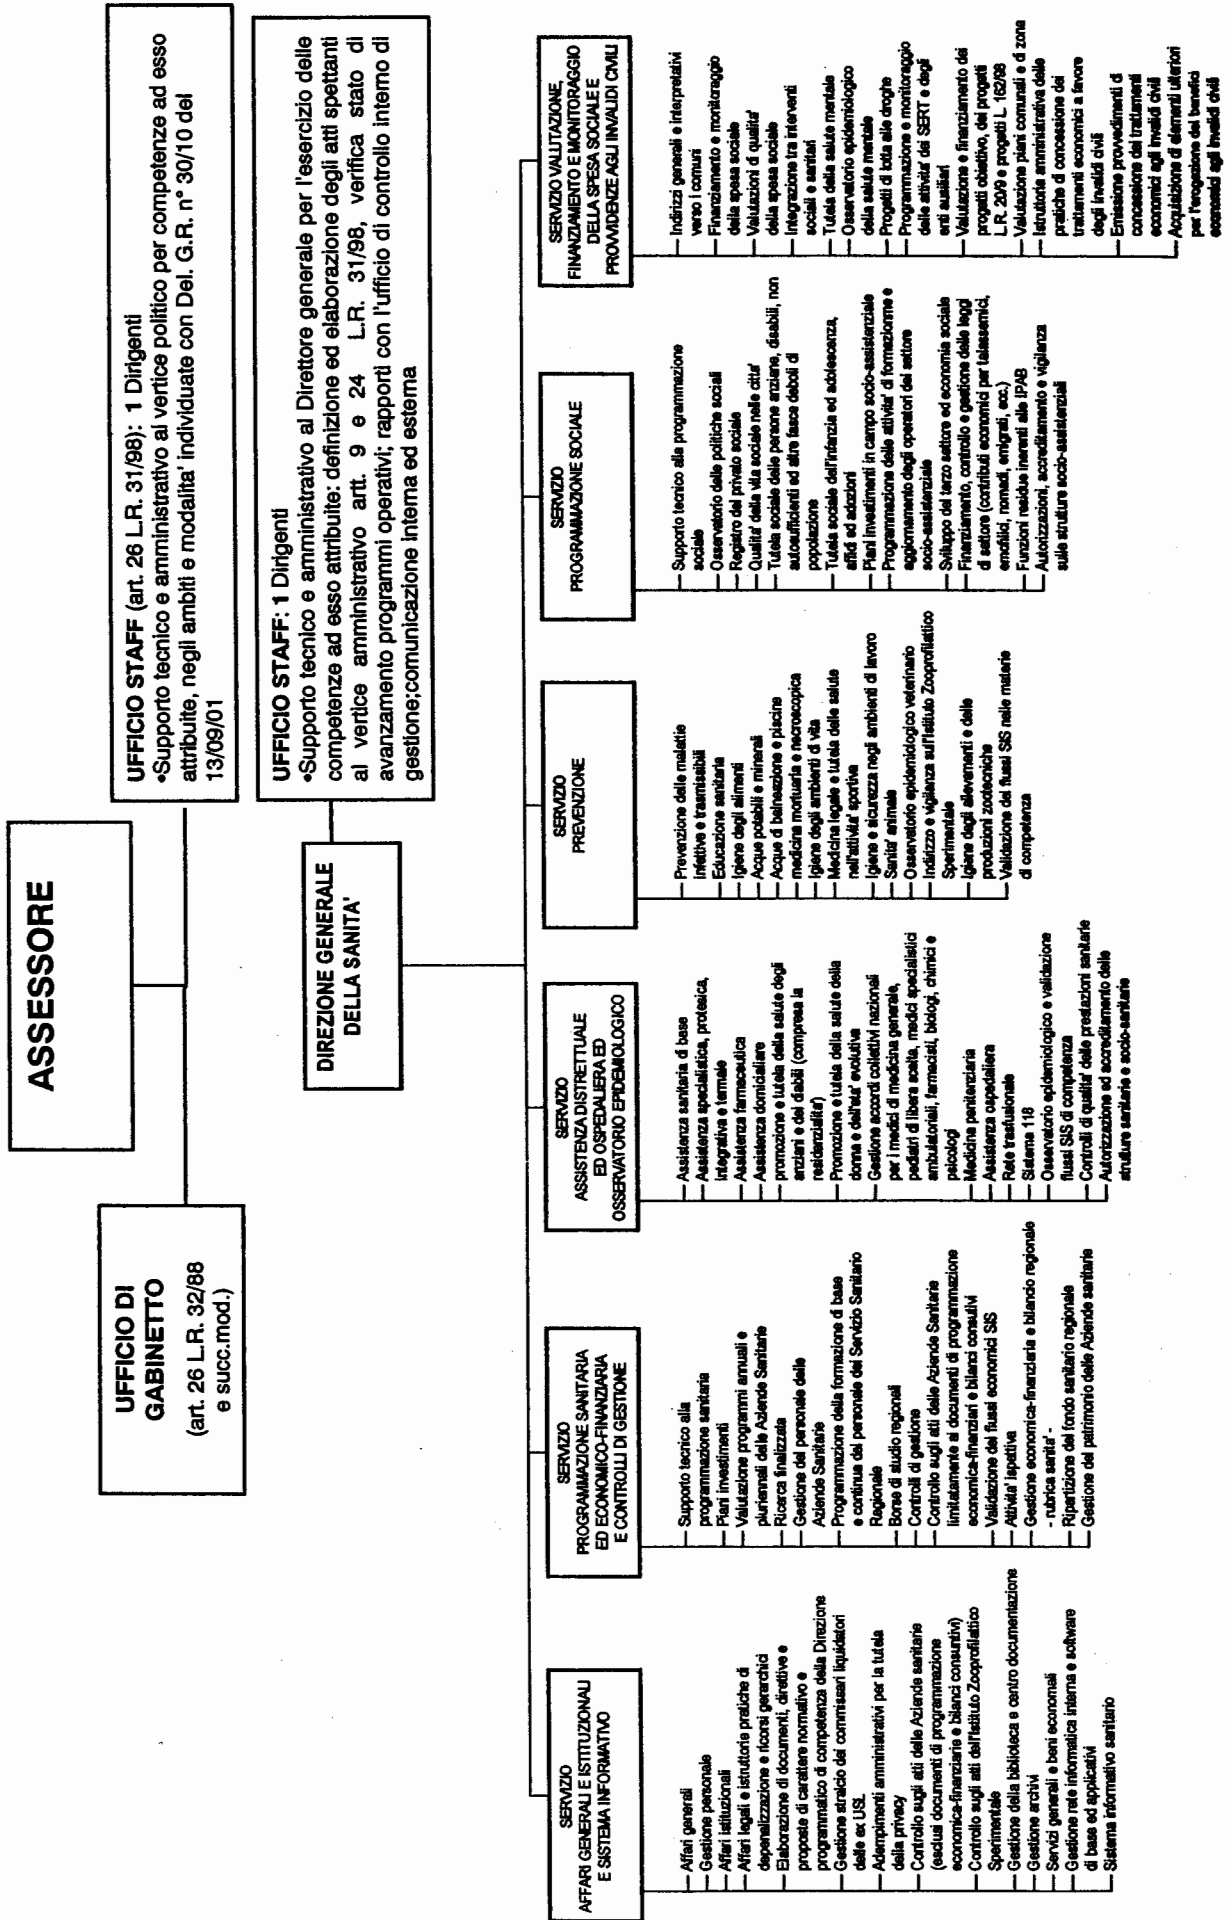 ASSESSORE
UFFICIO DI
GABINETTO
(art. 26 L.R. 32/88
e succ.mod.)
UFFICIO STAFF (art. 26 L.R. 31/98): 1 Dirigenti
•Supporto tecnico e amministrativo al vertice politico per competenze ad esso
attribuite, negli ambiti e modalita' individuate con Del. G.R. n° 30/10 del
13/09/01
DIREZIONE GENERALE
DELLA SANITA'
UFFICIO STAFF: 1 Dirigenti
•Supporto tecnico e amministrativo al Direttore generale per l'esercizio delle
competenze ad esso attribuite: definizione ed elaborazione degli atti spettanti
al vertice amministrativo artt. 9 e 24 L.R. 31/98, verifica stato di
avanzamento programmi operativi; rapporti con l'ufficio di controllo interno di
gestione;comunicazione interna ed esterna
SERVIZIO
AFFARI GENERALI E ISTITUZIONALI
E SISTEMA INFORMATIVO
Affari generali
Gestione personale
Affari istituzionali
Affari legali e istruttorie pratiche di
depenalizzazione e ricorsi gerarchici
Elaborazione di documenti, direttive e
proposte di carattere normativo e
programmatico di competenza della Direzione
Gestione stralcio dei commissari liquidatori
delle ex USL
Adempimenti amministrativi per la tutela
della privacy
Controllo sugli atti delle Aziende sanitarie
(esclusi documenti di programmazione
economica-finanziarie e bilanci consuntivi)
Controllo sugli atti dell'Istituto Zooprofilattico
Sperimentale
Gestione della biblioteca e centro documentazione
Gestione archivi
Servizi generali e beni economali
Gestione rete informatica interna e software
di base ed applicativi
Sistema informativo sanitario
SERVIZIO
PROGRAMMAZIONE SANITARIA
ED ECONOMICO-FINANZIARIA
E CONTROLLI DI GESTIONE
Supporto tecnico alla
programmazione sanitaria
Piani investimenti
Valutazione programmi annuali e
pluriennali delle Aziende Sanitarie
Ricerca finalizzata
Gestione del personale delle
Aziende Sanitarie
Programmazione della formazione di base
e continua del personale del Servizio Sanitario
Regionale
Borse di studio regionali
Controlli di gestione
Controllo sugli atti delle Aziende Sanitarie
limitatamente ai documenti di programmazione
economica-finanziari e bilanci consutivi
Validazione dei flussi economici SIS
Attivita' ispettiva
Gestione economica-finanziaria e bilancio regionale
- rubrica sanita' -
Ripartizione del fondo sanitario regionale
Gestione del patrimonio delle Aziende sanitarie
SERVIZIO
ASSISTENZA DISTRETTUALE
ED OSPEDALIERA ED
OSSERVATORIO EPIDEMIOLOGICO
Assistenza sanitaria di base
Assistenza specialistica, protesica,
integrativa e termale
Assistenza farmaceutica
Assistenza domiciliare
promozione e tutela della salute degli
anziani e dei diabili (compresa la
residenzialita')
Promozione e tutela della salute della
donna e dell'eta' evolutiva
Gestione accordi collettivi nazionali
per i medici di medicina generale,
pediatri di libera scelta, medici specialistici
ambulatoriali, farmacisti, biologi, chimici e
psicologi
Medicina penitenziaria
Assistenza ospedaliera
Rete trasfusionale
Sistema 118
Osservatorio epidemiologico e validazione
flussi SIS di competenza
Controlli di qualita' delle prestazioni sanitarie
Autorizzazione ed accreditamento delle
strutture sanitarie e socio-sanitarie
SERVIZIO
PREVENZIONE
Prevenzione delle malattie
infettive e trasmissibili
Educazione sanitaria
Igiene degli alimenti
Acque potabili e minerali
Acque di balneazione e piscine
medicina mortuaria e necroscopica
Igiene degli ambienti di vita
Medicina legale e tutela delle salute
nell'attivita' sportiva
Igiene e sicurezza negli ambienti di lavoro
Sanita' animale
Osservatorio epidemiologico veterinario
Indirizzo e vigilanza sull'Istituto Zooprofilattico
Sperimentale
Igiene degli allevamenti e delle
produzioni zootecniche
Validazione dei flussi SIS nelle materie
di competenza
SERVIZIO
PROGRAMMAZIONE SOCIALE
Supporto tecnico alla programmazione
sociale
Osservatorio delle politiche sociali
Registro del privato sociale
Qualita' della vita sociale nelle citta'
Tutela sociale delle persone anziane, disabili, non
autosufficienti ed altre fasce deboli di
popolazione
Tutela sociale dell'infanzia ed adolescenza,
affidi ed adozioni
Piani investimenti in campo socio-assistenziale
Programmazione delle attivita' di formazionme e
aggiornamento degli operatori del settore
socio-assistenziale
Sviluppo del terzo settore ed economia sociale
Finanziamento, controllo e gestione delle leggi
di settore (contributi economici per talassemici,
emofilici, nomadi, emigrati, ecc.)
Funzioni residue inerenti alle IPAB
Autorizzazioni, accreditamento e vigilanza
sulle strutture socio-assistenziali
SERVIZIO VALUTAZIONE,
FINANZIAMENTO E MONITORAGGIO
DELLA SPESA SOCIALE E
PROVVIDENZE AGLI INVALIDI CIVILI
Indirizzi generali e interpretativi
verso i comuni
Finanziamento e monitoraggio
della spesa sociale
Valutazioni di qualita'
della spesa sociale
Integrazione tra interventi
sociali e sanitari
Tutela della salute mentale
Osservatorio epidemiologico
della salute mentale
Progetti di lotta alle droghe
Programmazione e monitoraggio
delle attivita' dei SERT e degli
enti ausiliari
Valutazione e finanziamento dei
progetti obiettivo, dei progetti
L.R. 20/9 e progetti L. 162/98
Valutazione piani comunali e di zona
Istruttoria amministrativa delle
pratiche di concessione dei
trattamenti economici a favore
degli invalidi civili
Emissione provvedimenti di
concessione dei trattamenti
economici agli invalidi civili
Acquisizione di elementi ulteriori
per l'erogazione dei benefici
economici agli invalidi civili